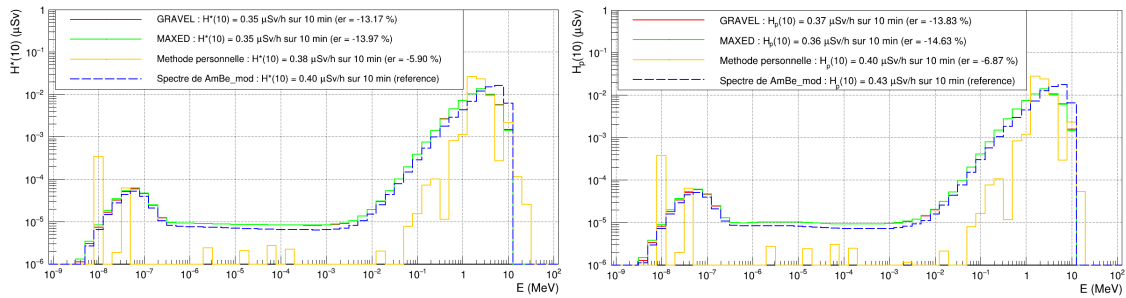 GRAVEL : H*(10) = 0.35 µSv/h sur 10 min (er = -13.17 %)
MAXED : H*(10) = 0.35 µSv/h sur 10 min (er = -13.97 %)
Methode personnelle : H*(10) = 0.38 µSv/h sur 10 min (er = -5.90 %)
Spectre de AmBe_mod : H*(10) = 0.40 µSv/h sur 10 min (reference)
H*(10) (µSv)
1
10⁻¹
10⁻²
10⁻³
10⁻⁴
10⁻⁵
10⁻⁶
10⁻⁹ 10⁻⁸ 10⁻⁷ 10⁻⁶ 10⁻⁵ 10⁻⁴ 10⁻³ 10⁻² 10⁻¹ 1 10 10²
E (MeV)
GRAVEL : Hₚ(10) = 0.37 µSv/h sur 10 min (er = -13.83 %)
MAXED : Hₚ(10) = 0.36 µSv/h sur 10 min (er = -14.63 %)
Methode personnelle : Hₚ(10) = 0.40 µSv/h sur 10 min (er = -6.87 %)
Spectre de AmBe_mod : Hₚ(10) = 0.43 µSv/h sur 10 min (reference)
Hₚ(10) (µSv)
1
10⁻¹
10⁻²
10⁻³
10⁻⁴
10⁻⁵
10⁻⁶
10⁻⁹ 10⁻⁸ 10⁻⁷ 10⁻⁶ 10⁻⁵ 10⁻⁴ 10⁻³ 10⁻² 10⁻¹ 1 10 10²
E (MeV)